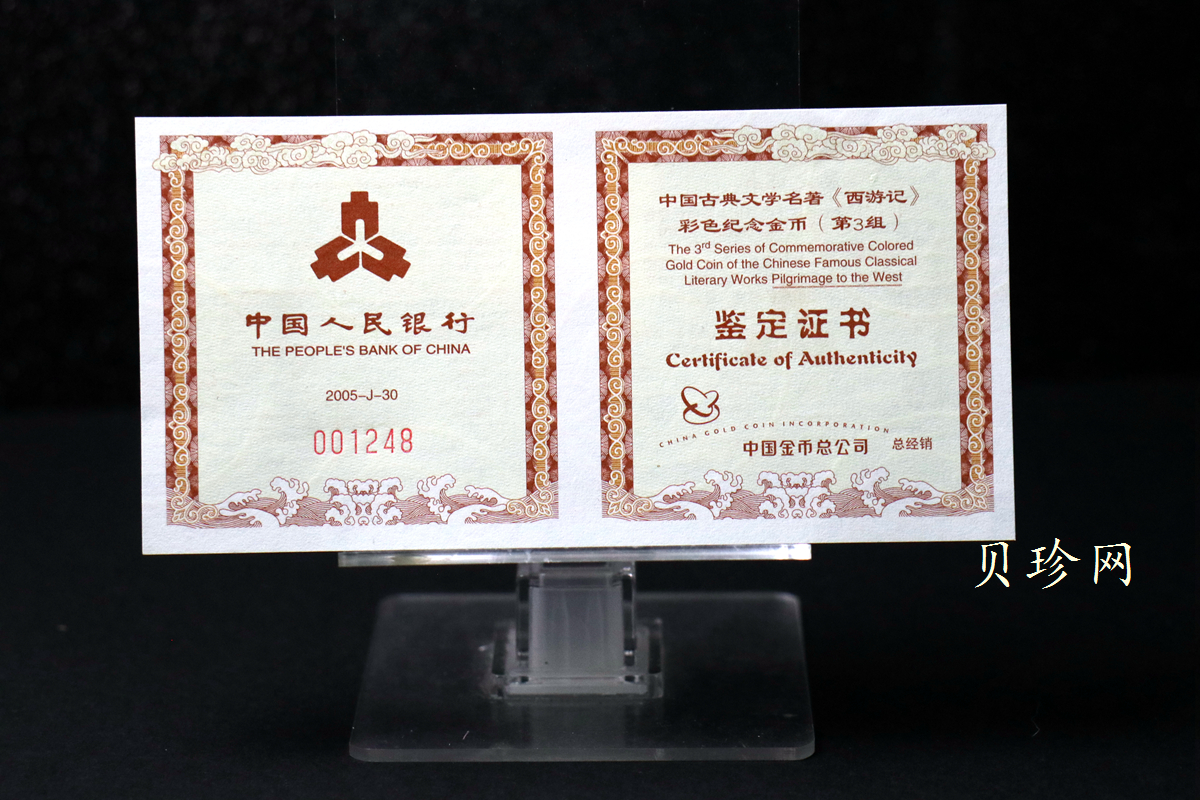 中国人民银行
THE PEOPLE'S BANK OF CHINA
2005-J-30
001248
中国古典文学名著《西游记》
彩色纪念金币（第3组）
The 3rd Series of Commemorative Colored
Gold Coin of the Chinese Famous Classical
Literary Works Pilgrimage to the West
鉴定证书
Certificate of Authenticity
CHINA GOLD COIN INCORPORATION
中国金币总公司 总经销
贝珍网